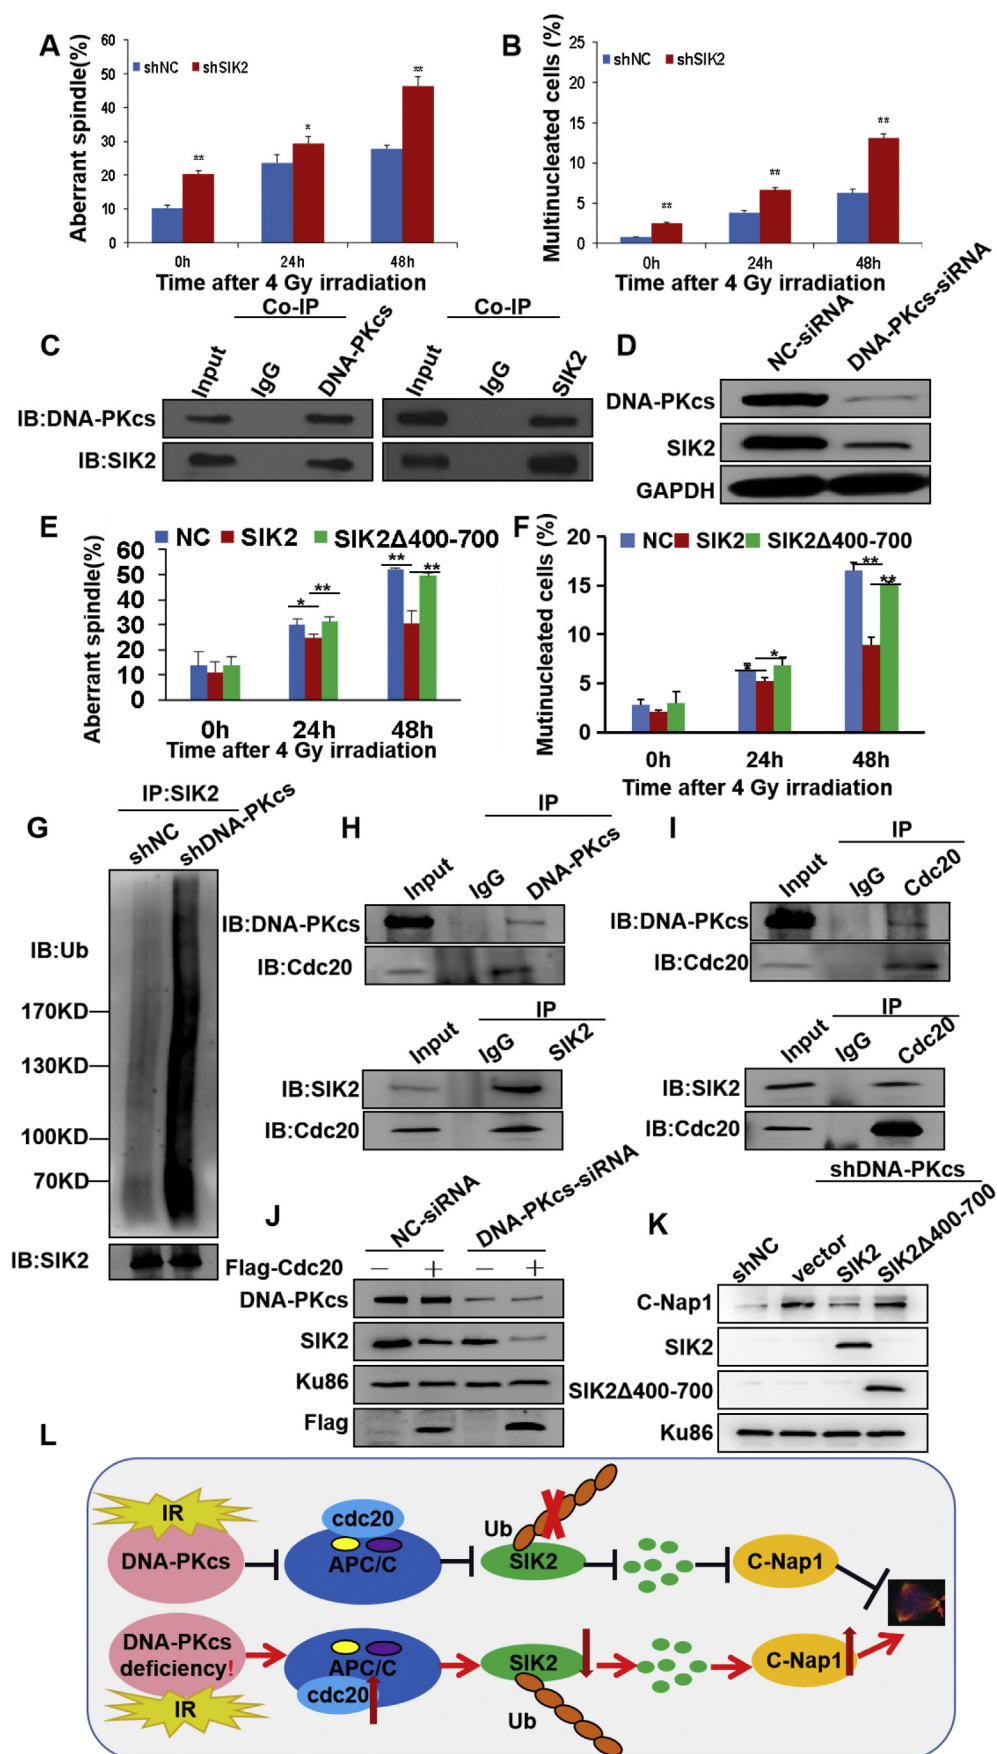 A
Aberrant spindle(%)
shNC shSIK2
60
50
40
30
20
10
0
** * **
0h 24h 48h
Time after 4 Gy irradiation
B
Multinucleated cells (%)
shNC shSIK2
25
20
15
10
5
0
** ** **
0h 24h 48h
Time after 4 Gy irradiation
C
Co-IP Co-IP
Input IgG DNA-PKcs Input IgG SIK2
IB:DNA-PKcs
IB:SIK2
D
NC-siRNA DNA-PKcs-siRNA
DNA-PKcs
SIK2
GAPDH
E
Aberrant spindle(%)
NC SIK2 SIK2Δ400-700
60
50
40
30
20
10
0
* ** ** **
0h 24h 48h
Time after 4 Gy irradiation
F
Mutinucleated cells (%)
NC SIK2 SIK2Δ400-700
20
15
10
5
0
* * ** **
0h 24h 48h
Time after 4 Gy irradiation
G
IP:SIK2
shNC shDNA-PKcs
IB:Ub
170KD
130KD
100KD
70KD
IB:SIK2
H
IP
Input IgG DNA-PKcs
IB:DNA-PKcs
IB:Cdc20
IP
Input IgG SIK2
IB:SIK2
IB:Cdc20
I
IP
Input IgG Cdc20
IB:DNA-PKcs
IB:Cdc20
IP
Input IgG Cdc20
IB:SIK2
IB:Cdc20
J
NC-siRNA DNA-PKcs-siRNA
Flag-Cdc20 － + － +
DNA-PKcs
SIK2
Ku86
Flag
K
shDNA-PKcs
shNC vector SIK2 SIK2Δ400-700
C-Nap1
SIK2
SIK2Δ400-700
Ku86
L
IR
DNA-PKcs
cdc20
APC/C
Ub
SIK2
C-Nap1
DNA-PKcs
deficiency!
IR
APC/C
cdc20
SIK2
Ub
C-Nap1